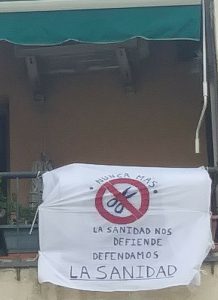 · NUNCA MÁS ·
LA SANIDAD NOS
DEFIENDE
DEFENDAMOS
LA SANIDAD